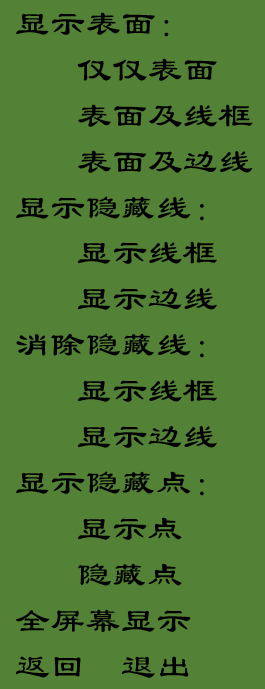 显示表面：
仅仅表面
表面及线框
表面及边线
显示隐藏线：
显示线框
显示边线
消除隐藏线：
显示线框
显示边线
显示隐藏点：
显示点
隐藏点
全屏幕显示
返回 退出